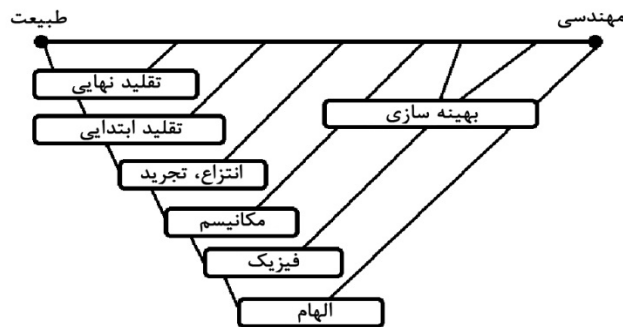 طبیعت
مهندسی
تقلید نهایی
تقلید ابتدایی
بهینه سازی
انتزاع، تجرید
مکانیسم
فیزیک
الهام